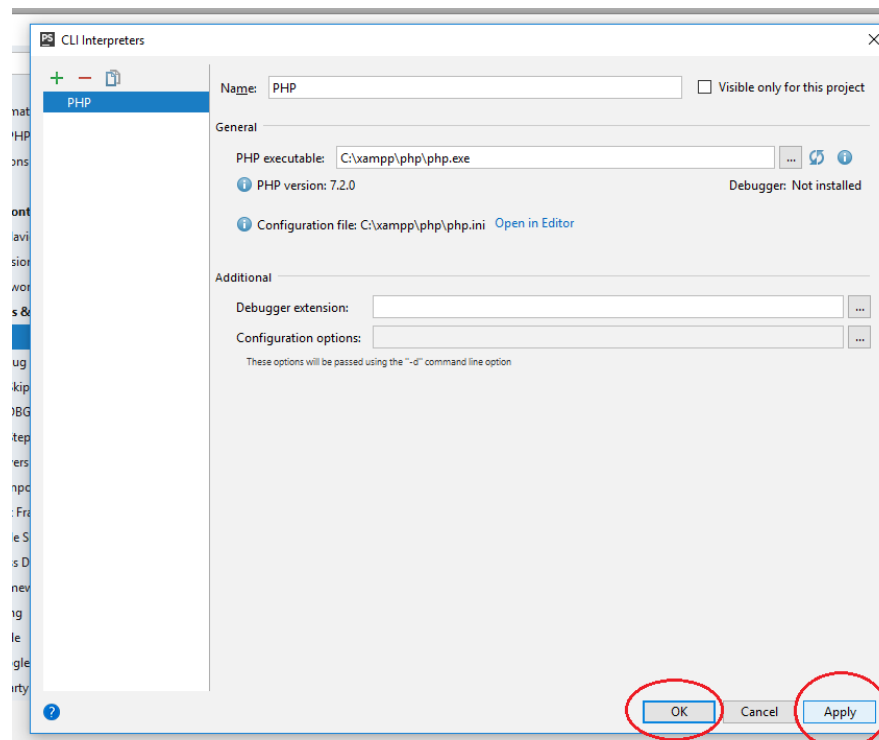 PS CLI Interpreters
PHP
Name: PHP
Visible only for this project
General
PHP executable: C:\xampp\php\php.exe ...
PHP version: 7.2.0 Debugger: Not installed
Configuration file: C:\xampp\php\php.ini Open in Editor
Additional
Debugger extension: ...
Configuration options: ...
These options will be passed using the "-d" command line option
? OK Cancel Apply